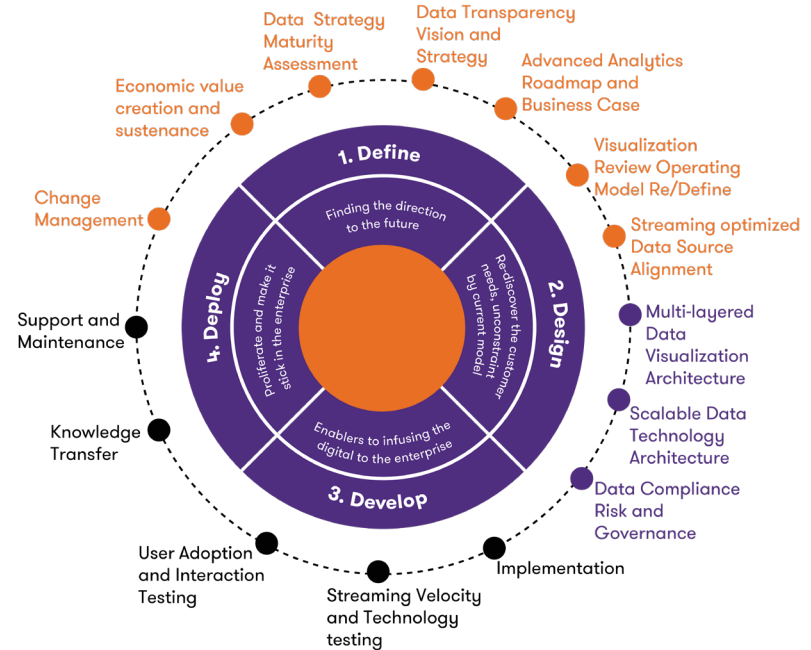 Data Strategy
Maturity
Assessment
Data Transparency
Vision and
Strategy
Advanced Analytics
Roadmap and
Business Case
Visualization
Review Operating
Model Re/Define
Streaming optimized
Data Source
Alignment
Multi-layered
Data
Visualization
Architecture
Scalable Data
Technology
Architecture
Data Compliance
Risk and
Governance
Implementation
Streaming Velocity
and Technology
testing
User Adoption
and Interaction
Testing
Knowledge
Transfer
Support and
Maintenance
Change
Management
Economic value
creation and
sustenance
1. Define
Finding the direction
to the future
2. Design
Re-discover the customer
needs, unconstraint
by current model
3. Develop
Enablers to infusing the
digital to the enterprise
4. Deploy
Proliferate and make it
stick in the enterprise